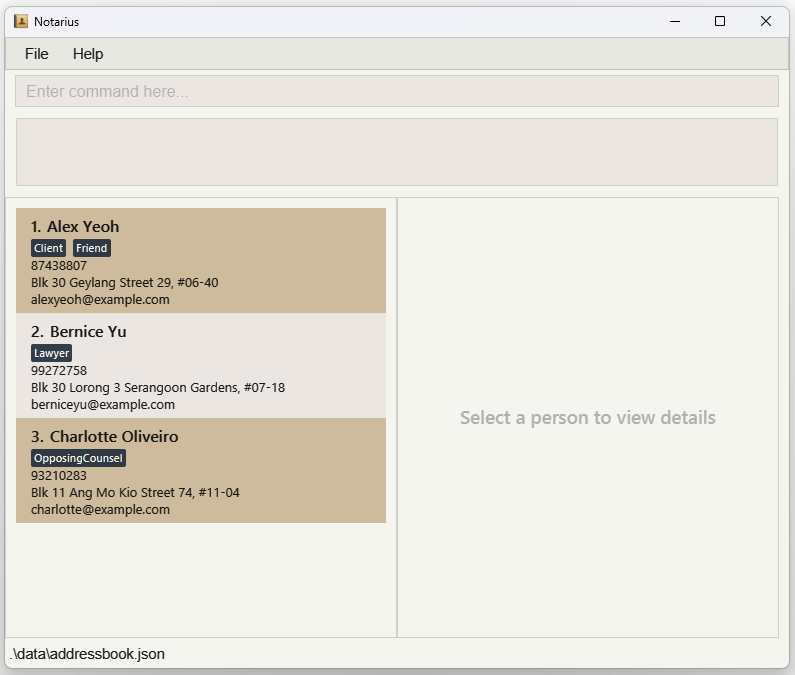 Notarius
File Help
Enter command here...
1. Alex Yeoh
Client Friend
87438807
Blk 30 Geylang Street 29, #06-40
alexyeoh@example.com
2. Bernice Yu
Lawyer
99272758
Blk 30 Lorong 3 Serangoon Gardens, #07-18
berniceyu@example.com
3. Charlotte Oliveiro
OpposingCounsel
93210283
Blk 11 Ang Mo Kio Street 74, #11-04
charlotte@example.com
Select a person to view details
.\data\addressbook.json